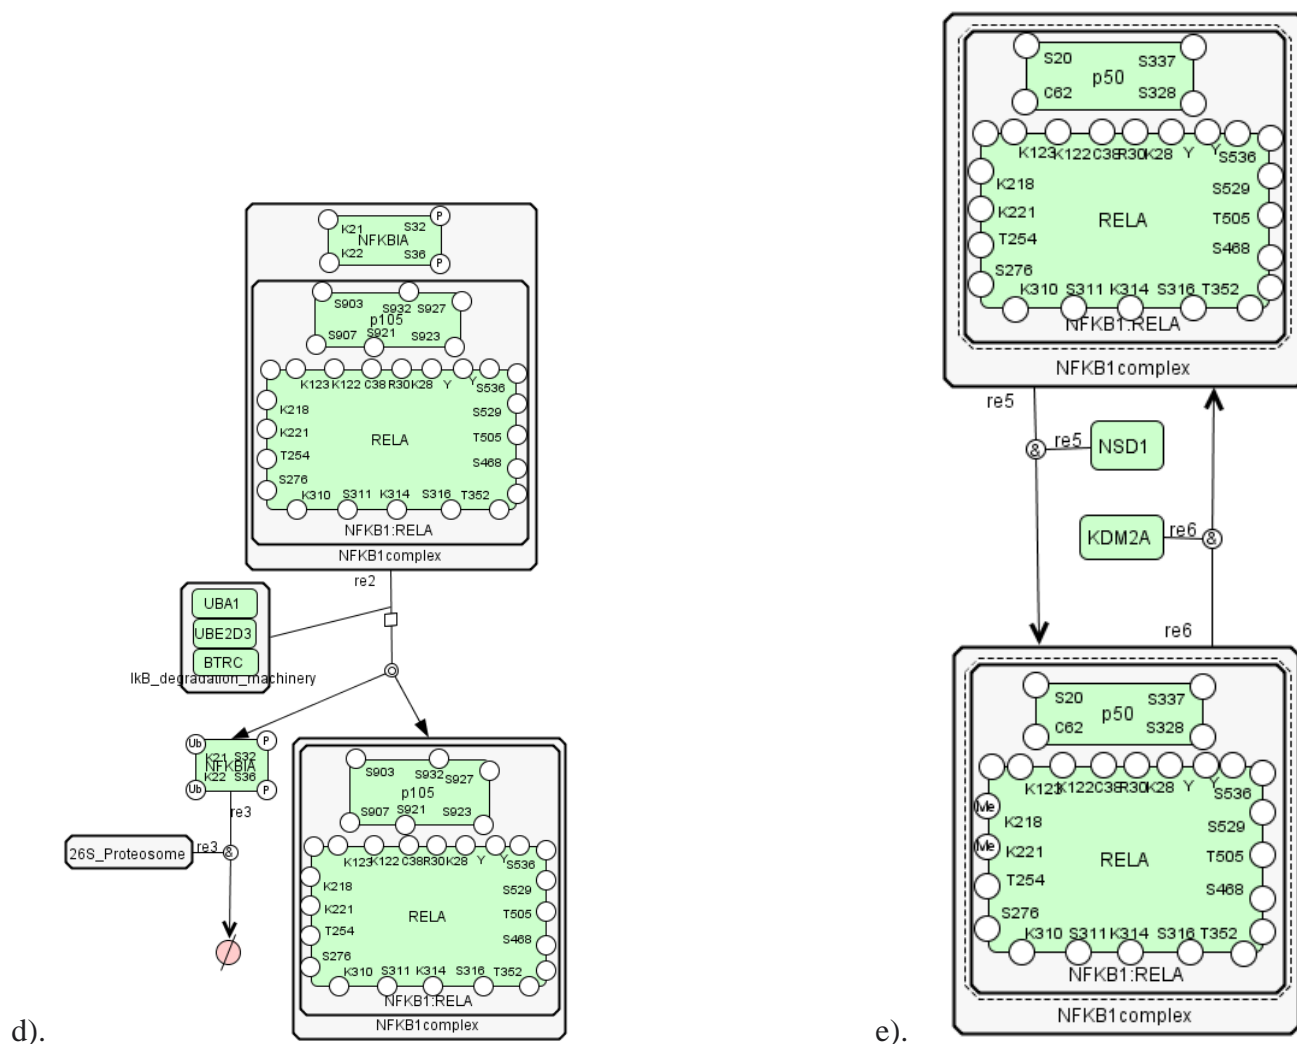 K21 S32
NFKBIA
K22 S36
P
P
S903 S932 S927
p105
S907 S921 S923
K123 K122 C38 R30 K28 Y Y S536
K218 S529
K221 RELA T505
T254 S468
S276
K310 S311 K314 S316 T352
NFKB1:RELA
NFKB1complex
re2
UBA1
UBE2D3
BTRC
IkB_degradation_machinery
Ub P
K21 S32
NFKBIA
K22 S36
Ub P
re3
26S_Proteosome re3 &
S903 S932 S927
p105
S907 S921 S923
K123 K122 C38 R30 K28 Y Y S536
K218 S529
K221 RELA T505
T254 S468
S276
K310 S311 K314 S316 T352
NFKB1:RELA
NFKB1complex
d).
S20 S337
p50
C62 S328
K123 K122 C38 R30 K28 Y Y S536
K218 S529
K221 RELA T505
T254 S468
S276
K310 S311 K314 S316 T352
NFKB1:RELA
NFKB1complex
re5
& re5 NSD1
KDM2A re6 &
re6
S20 S337
p50
C62 S328
K123 K122 C38 R30 K28 Y Y S536
Me
K218 S529
Me
K221 RELA T505
T254 S468
S276
K310 S311 K314 S316 T352
NFKB1:RELA
NFKB1complex
e).